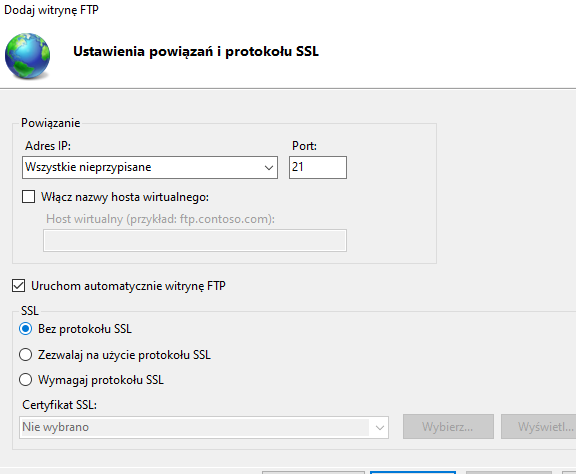 Dodaj witrynę FTP
Ustawienia powiązań i protokołu SSL
Powiązanie
Adres IP: Port:
Wszystkie nieprzypisane 21
Włącz nazwy hosta wirtualnego:
Host wirtualny (przykład: ftp.contoso.com):
Uruchom automatycznie witrynę FTP
SSL
Bez protokołu SSL
Zezwalaj na użycie protokołu SSL
Wymagaj protokołu SSL
Certyfikat SSL:
Nie wybrano Wybierz... Wyświetl...